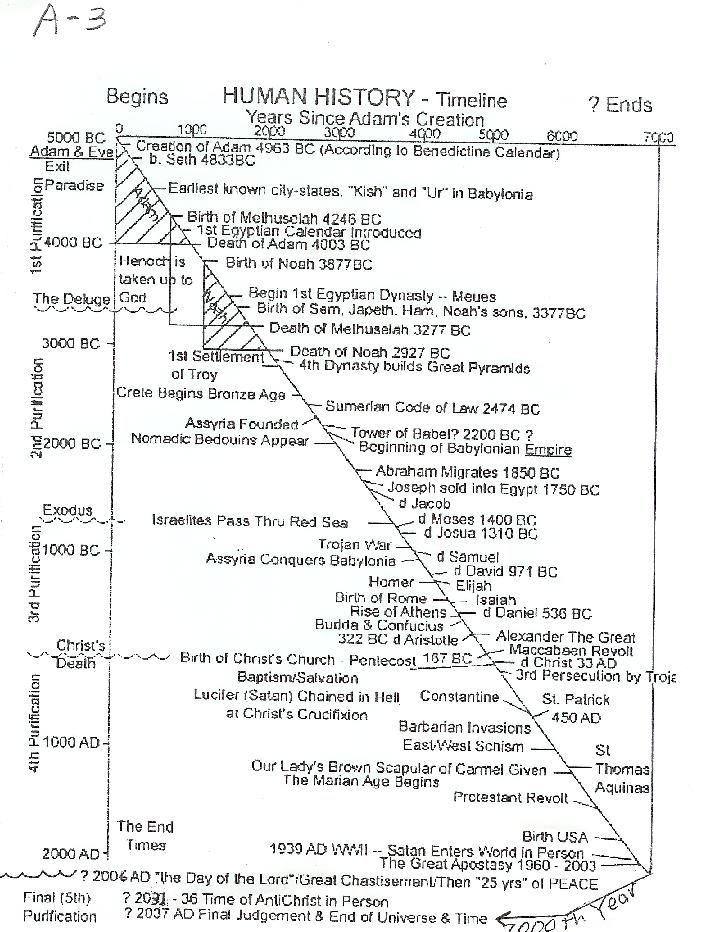 A-3
Begins HUMAN HISTORY - Timeline ? Ends
Years Since Adam's Creation
0 1000 2000 3000 4000 5000 6000 7000
5000 BC
Creation of Adam 4963 BC (According to Benedictine Calendar)
Adam & Eve
b. Seth 4833BC
Exit
Paradise
Earliest known city-states, "Kish" and "Ur" in Babylonia
Adam
1st Purification
Birth of Methuselah 4246 BC
1st Egyptian Calendar Introduced
4000 BC
Death of Adam 4003 BC
Henoch is
taken up to
God
Birth of Noah 3877BC
Noah
Begin 1st Egyptian Dynasty -- Meues
The Deluge
Birth of Sem, Japeth, Ham, Noah's sons, 3377BC
Death of Methuselah 3277 BC
3000 BC
Death of Noah 2927 BC
1st Settlement
of Troy
4th Dynasty builds Great Pyramids
2nd Purification
Crete Begins Bronze Age
Sumerian Code of Law 2474 BC
Assyria Founded
Tower of Babel? 2200 BC ?
2000 BC
Nomadic Bedouins Appear
Beginning of Babylonian Empire
Abraham Migrates 1850 BC
Joseph sold into Egypt 1750 BC
d Jacob
Exodus
Israelites Pass Thru Red Sea
d Moses 1400 BC
d Josua 1310 BC
3rd Purification
1000 BC
Trojan War
d Samuel
Assyria Conquers Babylonia
d David 971 BC
Homer
Elijah
Birth of Rome
Isaiah
Rise of Athens
d Daniel 536 BC
Budda & Confucius
322 BC d Aristotle
Alexander The Great
Christ's
Death
Maccabaen Revolt
167 BC
Birth of Christ's Church - Pentecost
d Christ 33 AD
Baptism/Salvation
3rd Persecution by Troja
4th Purification
Lucifer (Satan) Chained in Hell
at Christ's Crucifixion
Constantine
St. Patrick
450 AD
Barbarian Invasions
1000 AD
East/West Schism
St
Thomas
Aquinas
Our Lady's Brown Scapular of Carmel Given
The Marian Age Begins
Protestant Revolt
The End
Times
Birth USA
2000 AD
1939 AD WWII -- Satan Enters World in Person
The Great Apostasy 1960 - 2003
? 2006 AD "the Day of the Lord"/Great Chastisement/Then "25 yrs" of PEACE
Final (5th)
Purification
? 2031 - 36 Time of AntiChrist in Person
? 2037 AD Final Judgement & End of Universe & Time
7000th Year